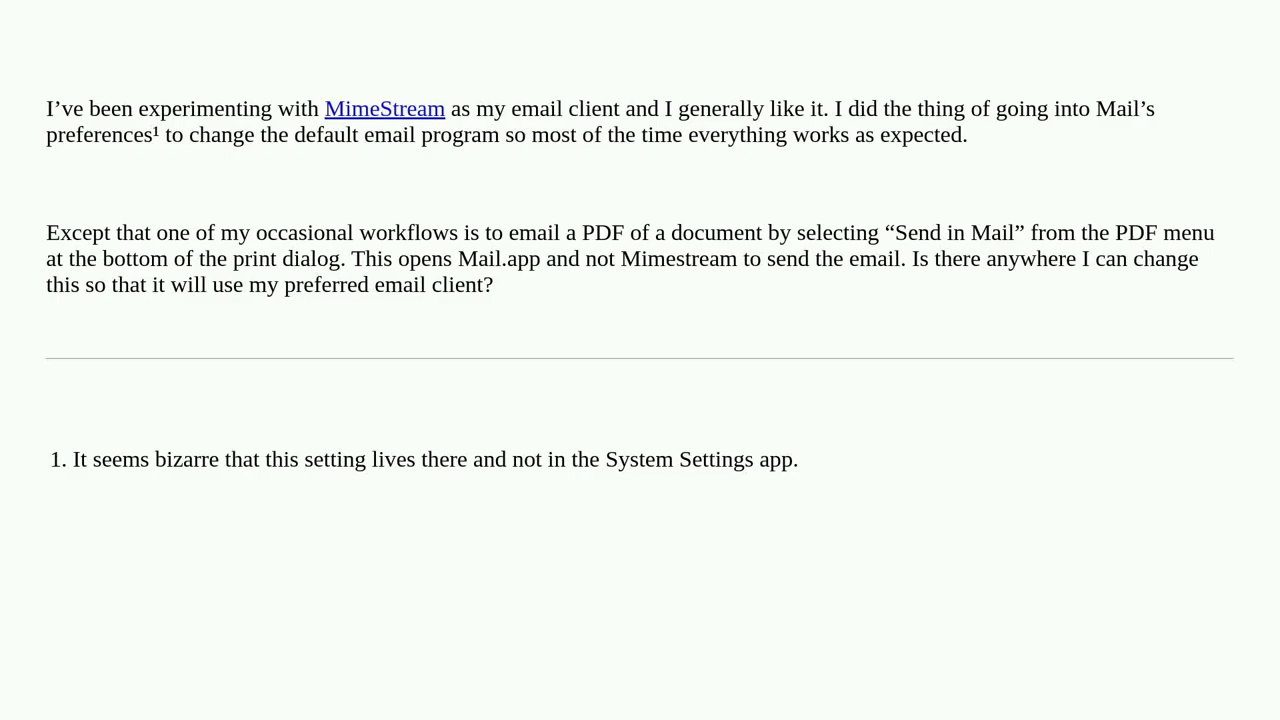 I’ve been experimenting with MimeStream as my email client and I generally like it. I did the thing of going into Mail’s
preferences¹ to change the default email program so most of the time everything works as expected.
Except that one of my occasional workflows is to email a PDF of a document by selecting “Send in Mail” from the PDF menu
at the bottom of the print dialog. This opens Mail.app and not Mimestream to send the email. Is there anywhere I can change
this so that it will use my preferred email client?
1. It seems bizarre that this setting lives there and not in the System Settings app.